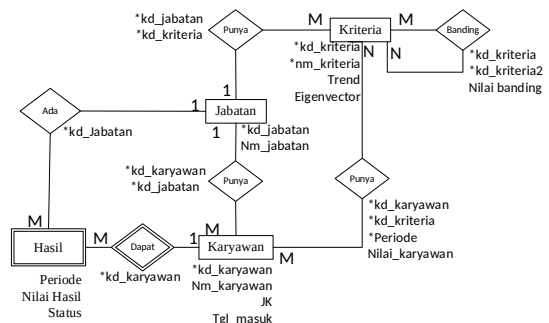 *kd_jabatan
*kd_kriteria
Punya
M
Kriteria
M
Banding
*kd_kriteria
*nm_kriteria
Trend
Eigenvector
N
N
*kd_kriteria
*kd_kriteria2
Nilai banding
1
Ada
*kd_Jabatan
1
Jabatan
1
*kd_jabatan
Nm_jabatan
*kd_karyawan
*kd_jabatan
Punya
Punya
*kd_karyawan
*kd_kriteria
*Periode
Nilai_karyawan
M
M
Hasil
M
Dapat
1
Karyawan
M
*kd_karyawan
Periode
Nilai Hasil
Status
*kd_karyawan
Nm_karyawan
JK
Tgl_masuk